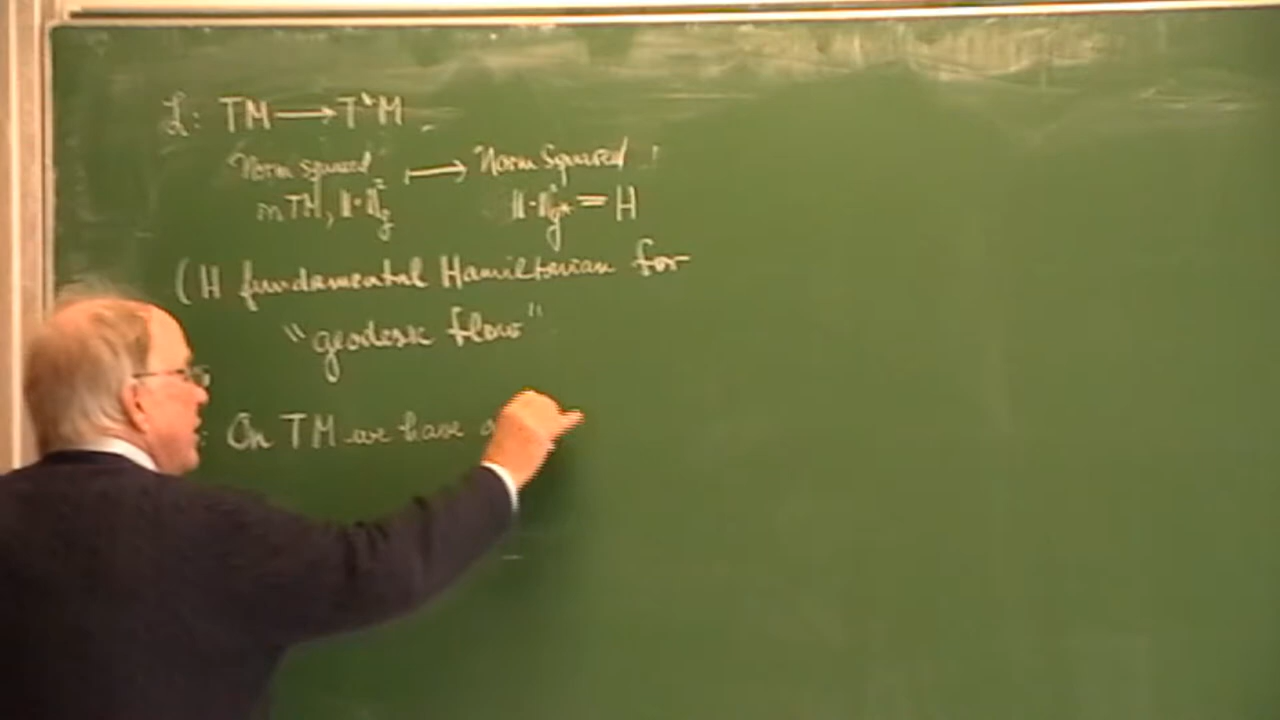 L: TM → T*M
Norm squared ↦ Norm Squared
on TM, ‖·‖²_g ‖·‖²_g* = H
(H fundamental Hamiltonian for
"geodesic flow"
: On TM we have